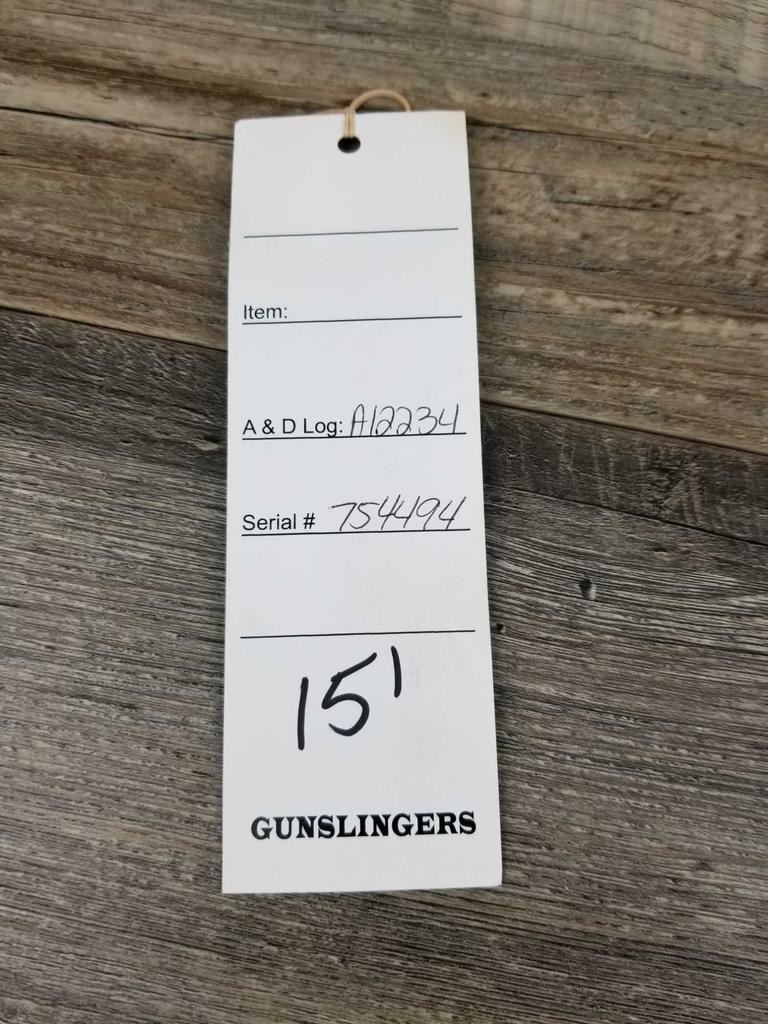 Item:
A & D Log: A12234
Serial # 754494
15'
GUNSLINGERS